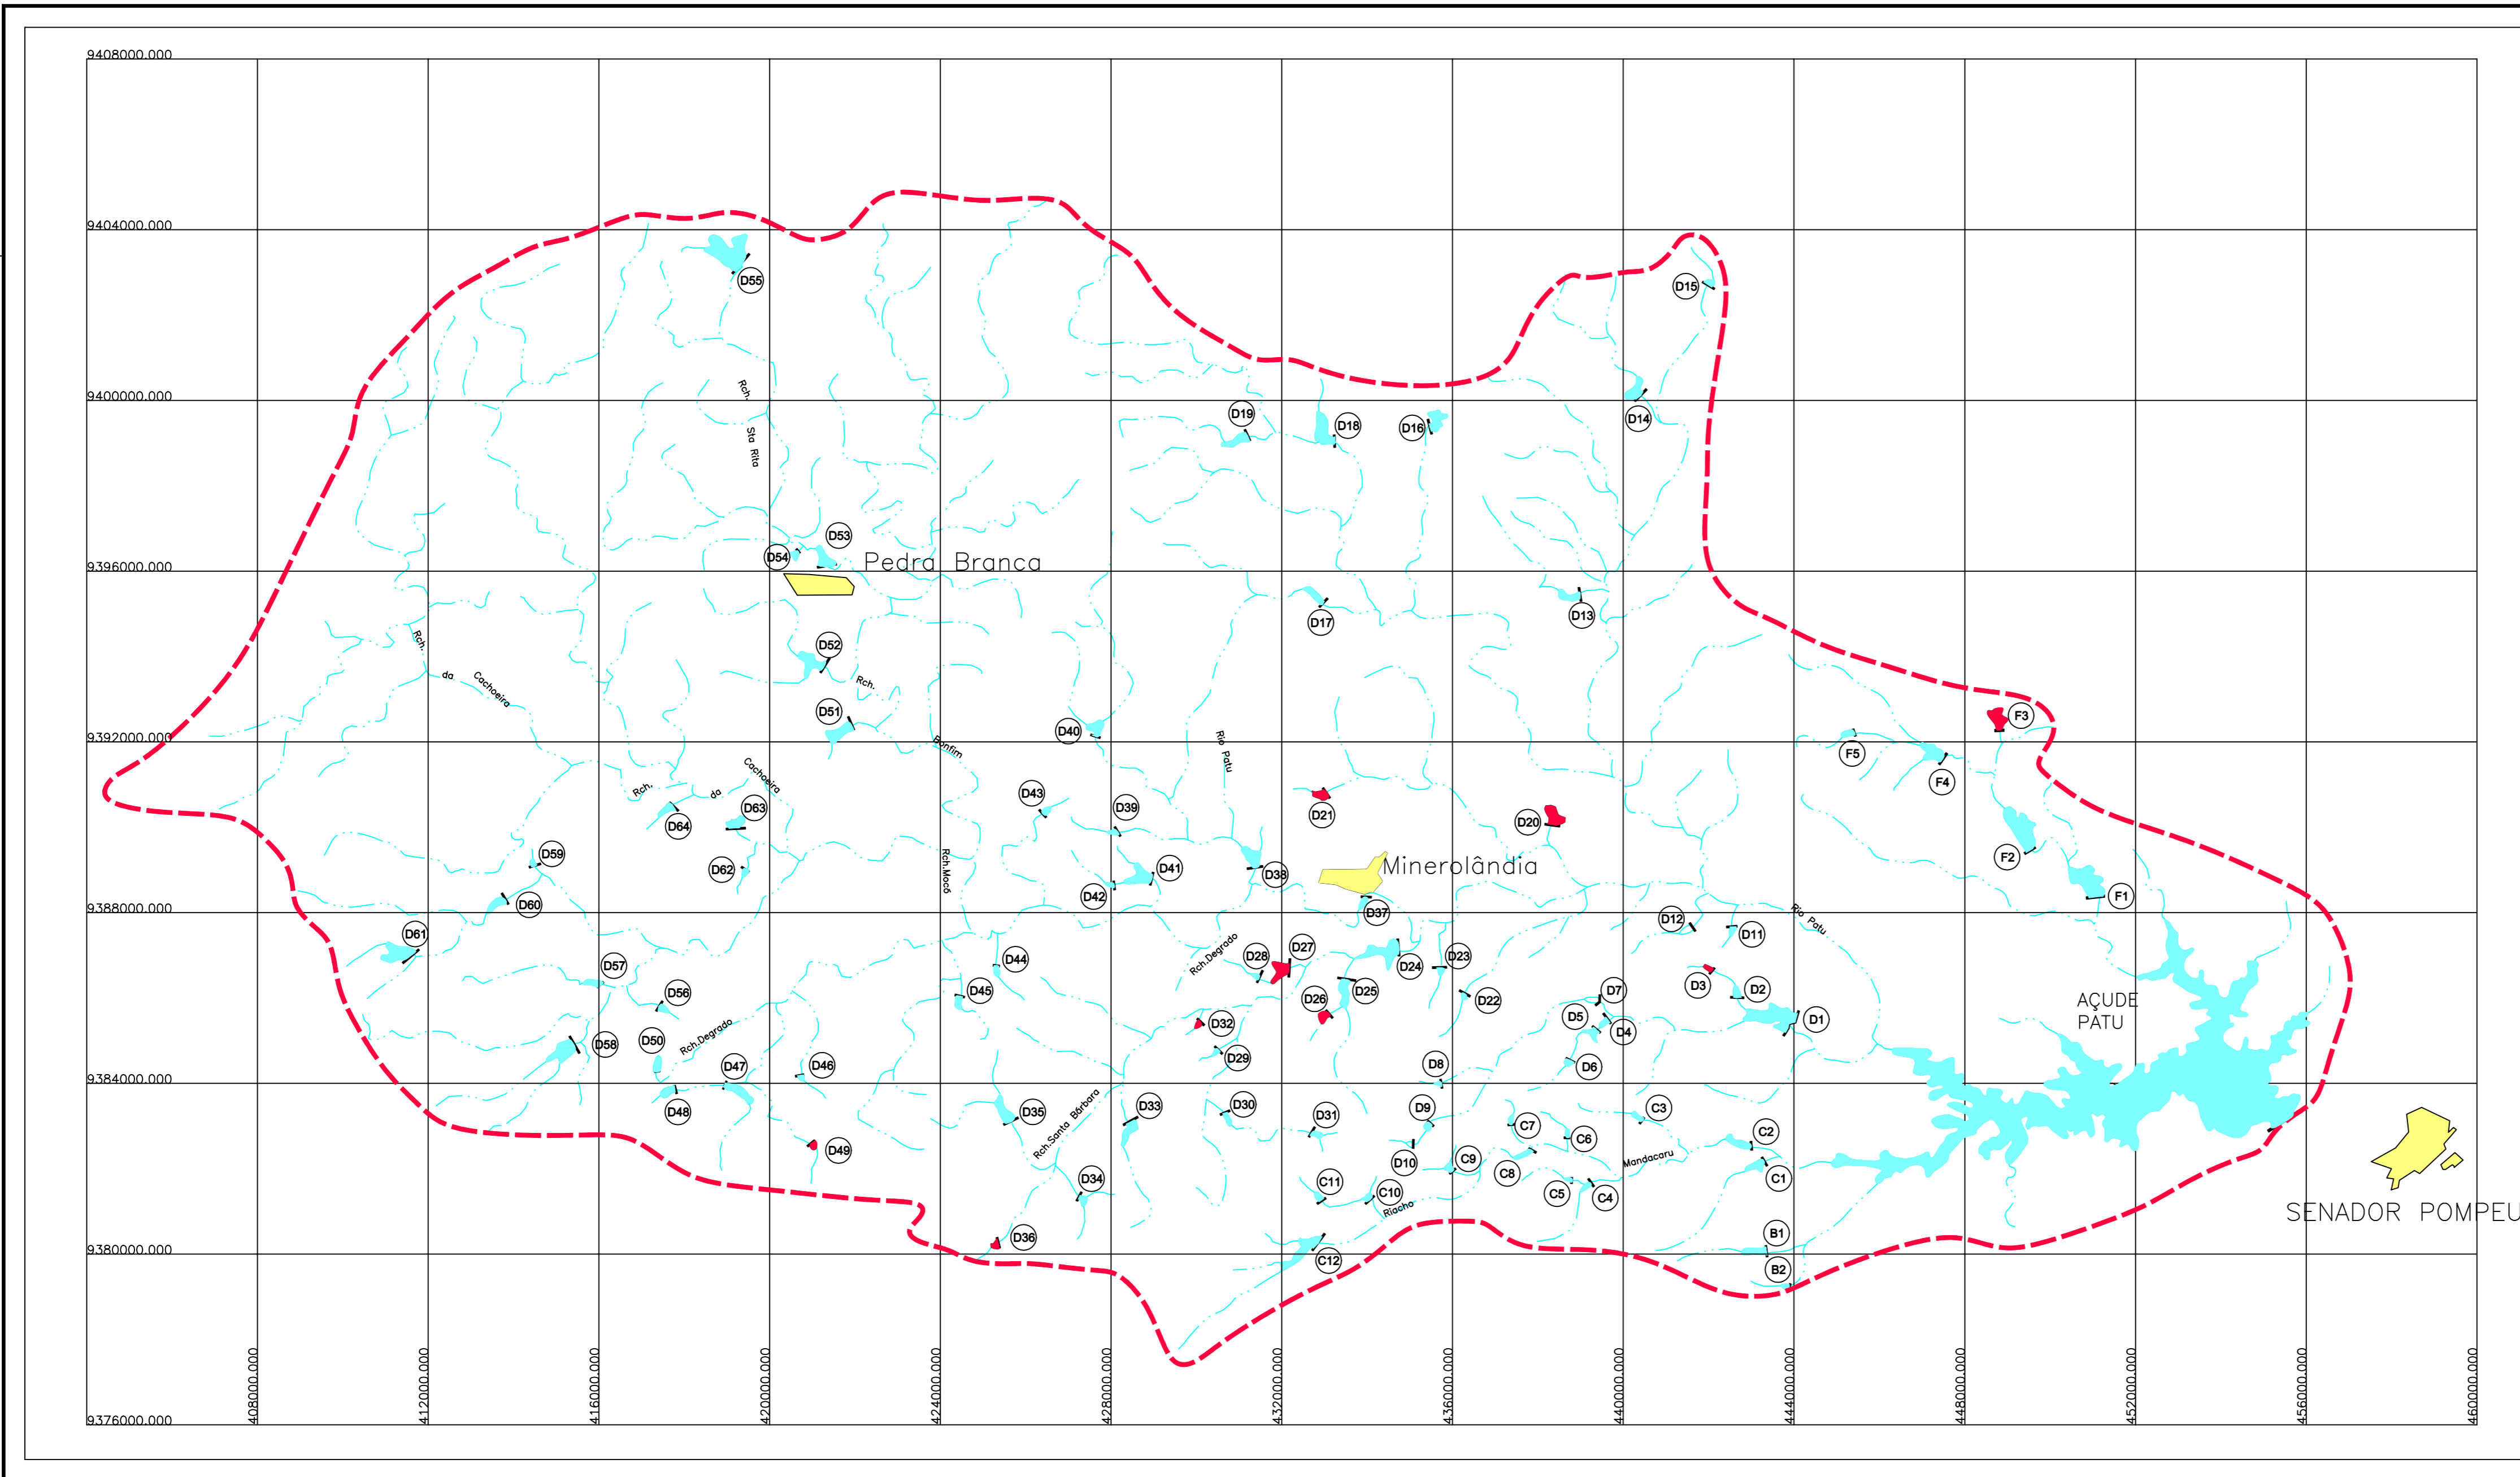 9408000.000
9404000.000
D55
D15
Rch.
Sta Rita
9400000.000
D19
D18
D16
D14
D53
D54
Pedra Branca
9396000.000
D17
D13
Rch.
da
Cachoeira
D52
Rch.
D51
Bonfim
D40
Rio Patu
F3
F5
F4
9392000.000
Rch.
da
Cachoeira
D63
D64
D43
D39
D21
D20
D59
D62
Rch.Mocó
D41
D42
D38
Minerolândia
F2
F1
D60
D37
9388000.000
D61
D12
D11
Rio Patu
D57
D44
Rch.Degrado
D28
D27
D24
D23
D56
D45
D26
D25
D22
D7
D3
D2
AÇUDE
PATU
D58
D50
Rch.Degrado
D32
D5
D4
D1
D47
D46
D29
D8
D6
9384000.000
D48
D35
Rch.Santa Bárbara
D33
D30
D31
D9
C7
C6
C3
C2
D49
D10
C9
C8
Mandacaru
C1
D34
C11
C10
Riacho
C5
C4
SENADOR POMPEU
D36
C12
B1
B2
9380000.000
9376000.000
408000.000
412000.000
416000.000
420000.000
424000.000
428000.000
432000.000
436000.000
440000.000
444000.000
448000.000
452000.000
456000.000
460000.000